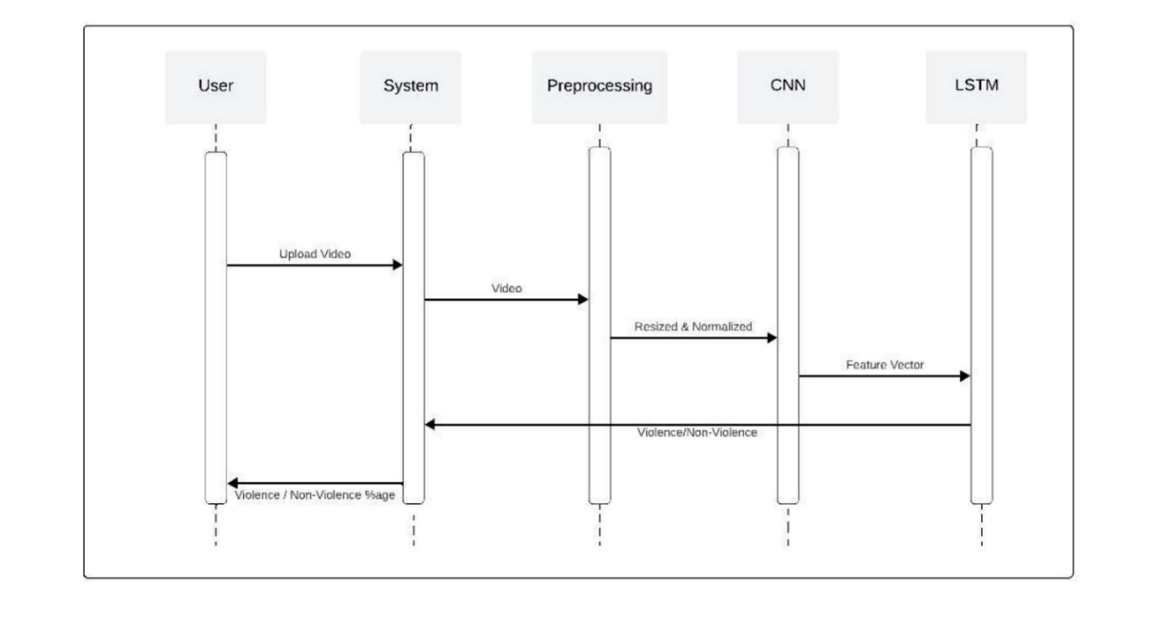 User
System
Preprocessing
CNN
LSTM
Upload Video
Video
Resized & Normalized
Feature Vector
Violence/Non-Violence
Violence / Non-Violence %age